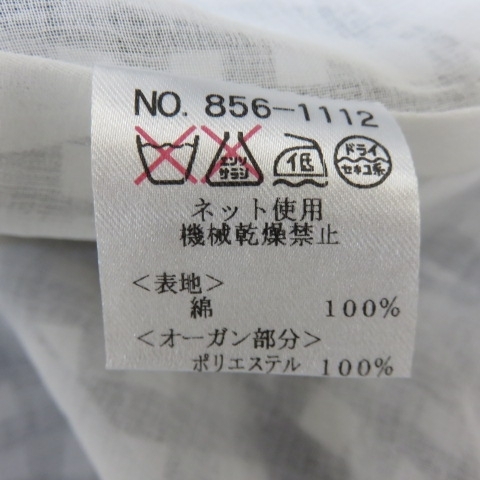 NO. 856-1112
エンソ
サラシ
低
ドライ
セキユ系
ネット使用
機械乾燥禁止
<表地>
綿 100%
<オーガン部分>
ポリエステル 100%